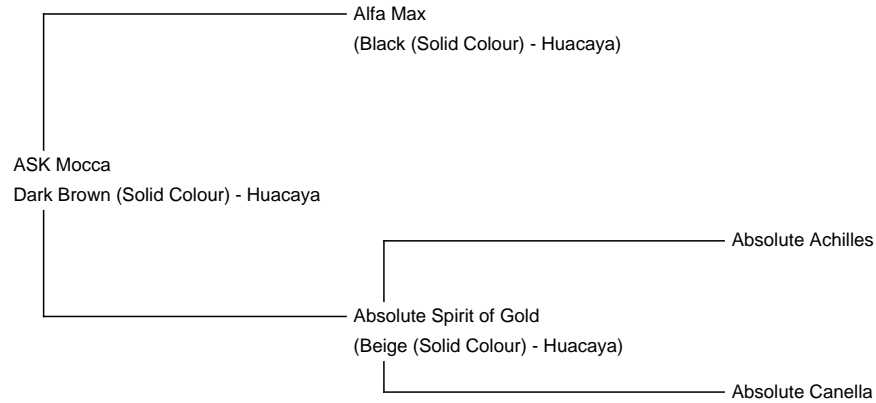 Alfa Max
(Black (Solid Colour) - Huacaya)
ASK Mocca
Dark Brown (Solid Colour) - Huacaya
Absolute Achilles
Absolute Spirit of Gold
(Beige (Solid Colour) - Huacaya)
Absolute Canella